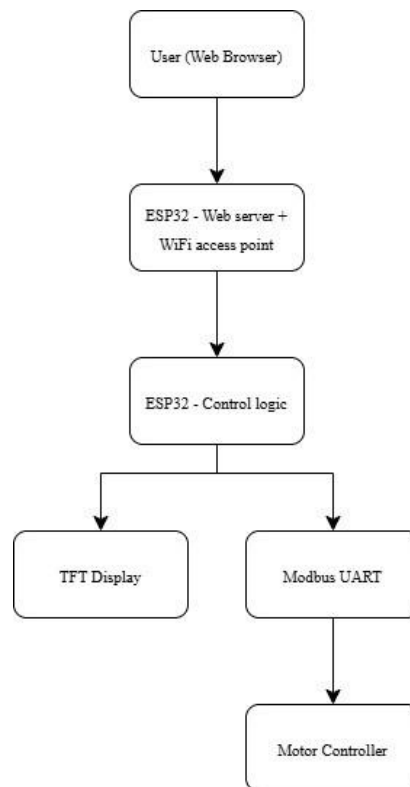 User (Web Browser)
ESP32 - Web server +
WiFi access point
ESP32 - Control logic
TFT Display
Modbus UART
Motor Controller